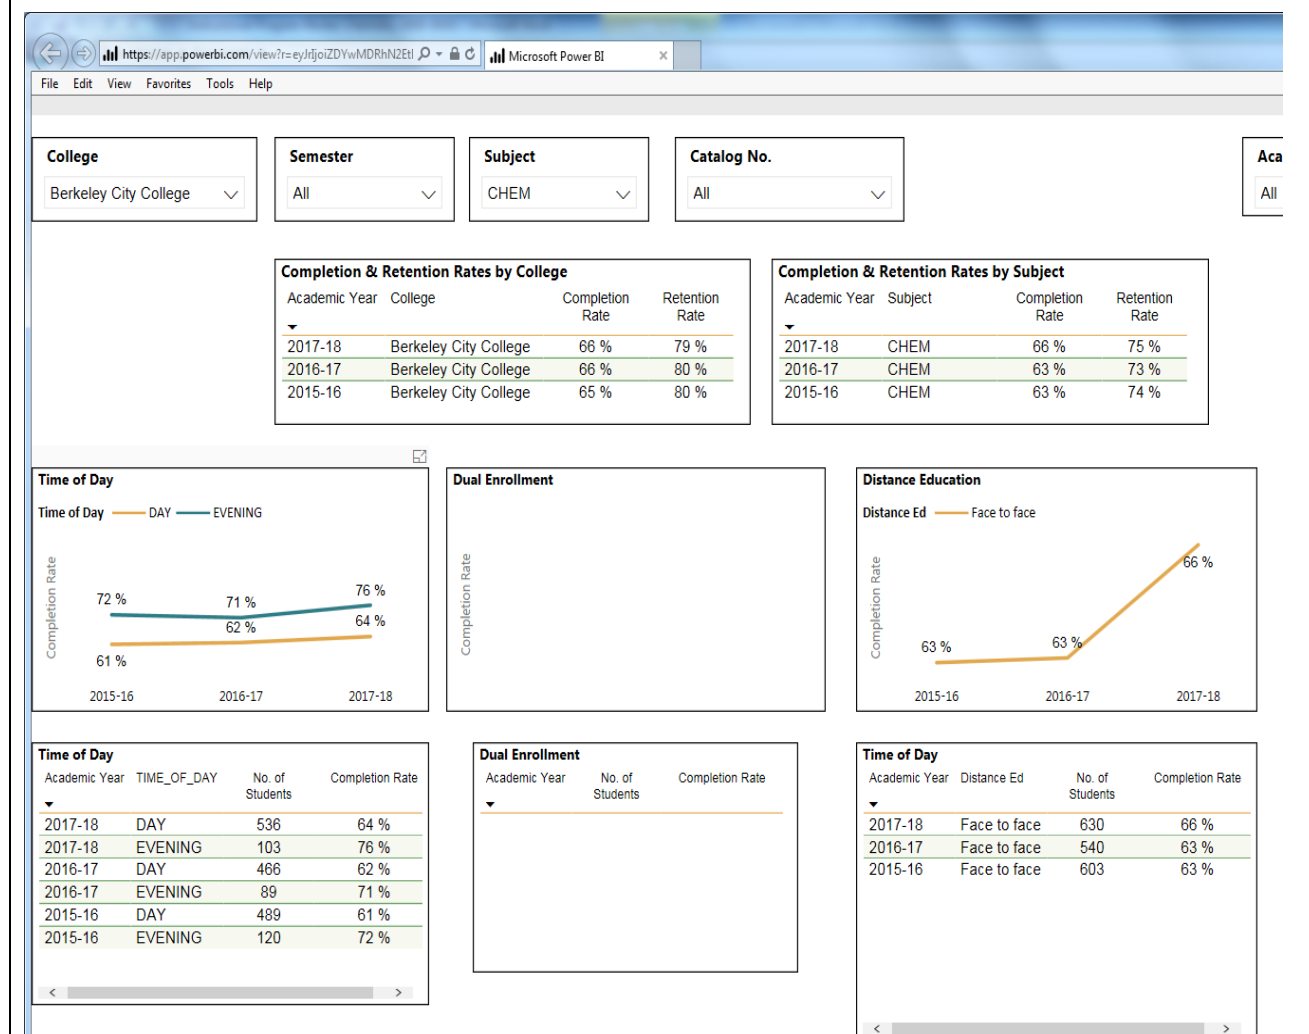 https://app.powerbi.com/view?r=eyJrIjoiZDYwMDRhN2EtI
Microsoft Power BI
File Edit View Favorites Tools Help
College
Berkeley City College
Semester
All
Subject
CHEM
Catalog No.
All
Aca
All
Completion & Retention Rates by College
Academic Year College Completion Rate Retention Rate
2017-18 Berkeley City College 66 % 79 %
2016-17 Berkeley City College 66 % 80 %
2015-16 Berkeley City College 65 % 80 %
Completion & Retention Rates by Subject
Academic Year Subject Completion Rate Retention Rate
2017-18 CHEM 66 % 75 %
2016-17 CHEM 63 % 73 %
2015-16 CHEM 63 % 74 %
Time of Day
Time of Day DAY EVENING
Completion Rate
72 % 71 % 76 %
61 % 62 % 64 %
2015-16 2016-17 2017-18
Dual Enrollment
Completion Rate
Distance Education
Distance Ed Face to face
Completion Rate
63 % 63 % 66 %
2015-16 2016-17 2017-18
Time of Day
Academic Year TIME_OF_DAY No. of Students Completion Rate
2017-18 DAY 536 64 %
2017-18 EVENING 103 76 %
2016-17 DAY 466 62 %
2016-17 EVENING 89 71 %
2015-16 DAY 489 61 %
2015-16 EVENING 120 72 %
Dual Enrollment
Academic Year No. of Students Completion Rate
Time of Day
Academic Year Distance Ed No. of Students Completion Rate
2017-18 Face to face 630 66 %
2016-17 Face to face 540 63 %
2015-16 Face to face 603 63 %